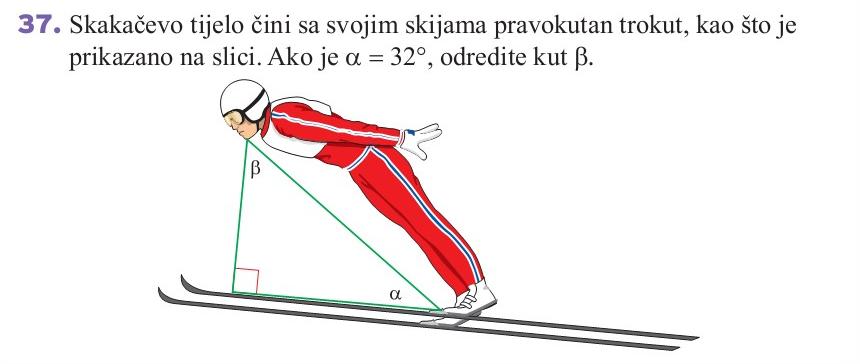 37. Skakačevo tijelo čini sa svojim skijama pravokutan trokut, kao što je
prikazano na slici. Ako je α = 32°, odredite kut β.
β
α